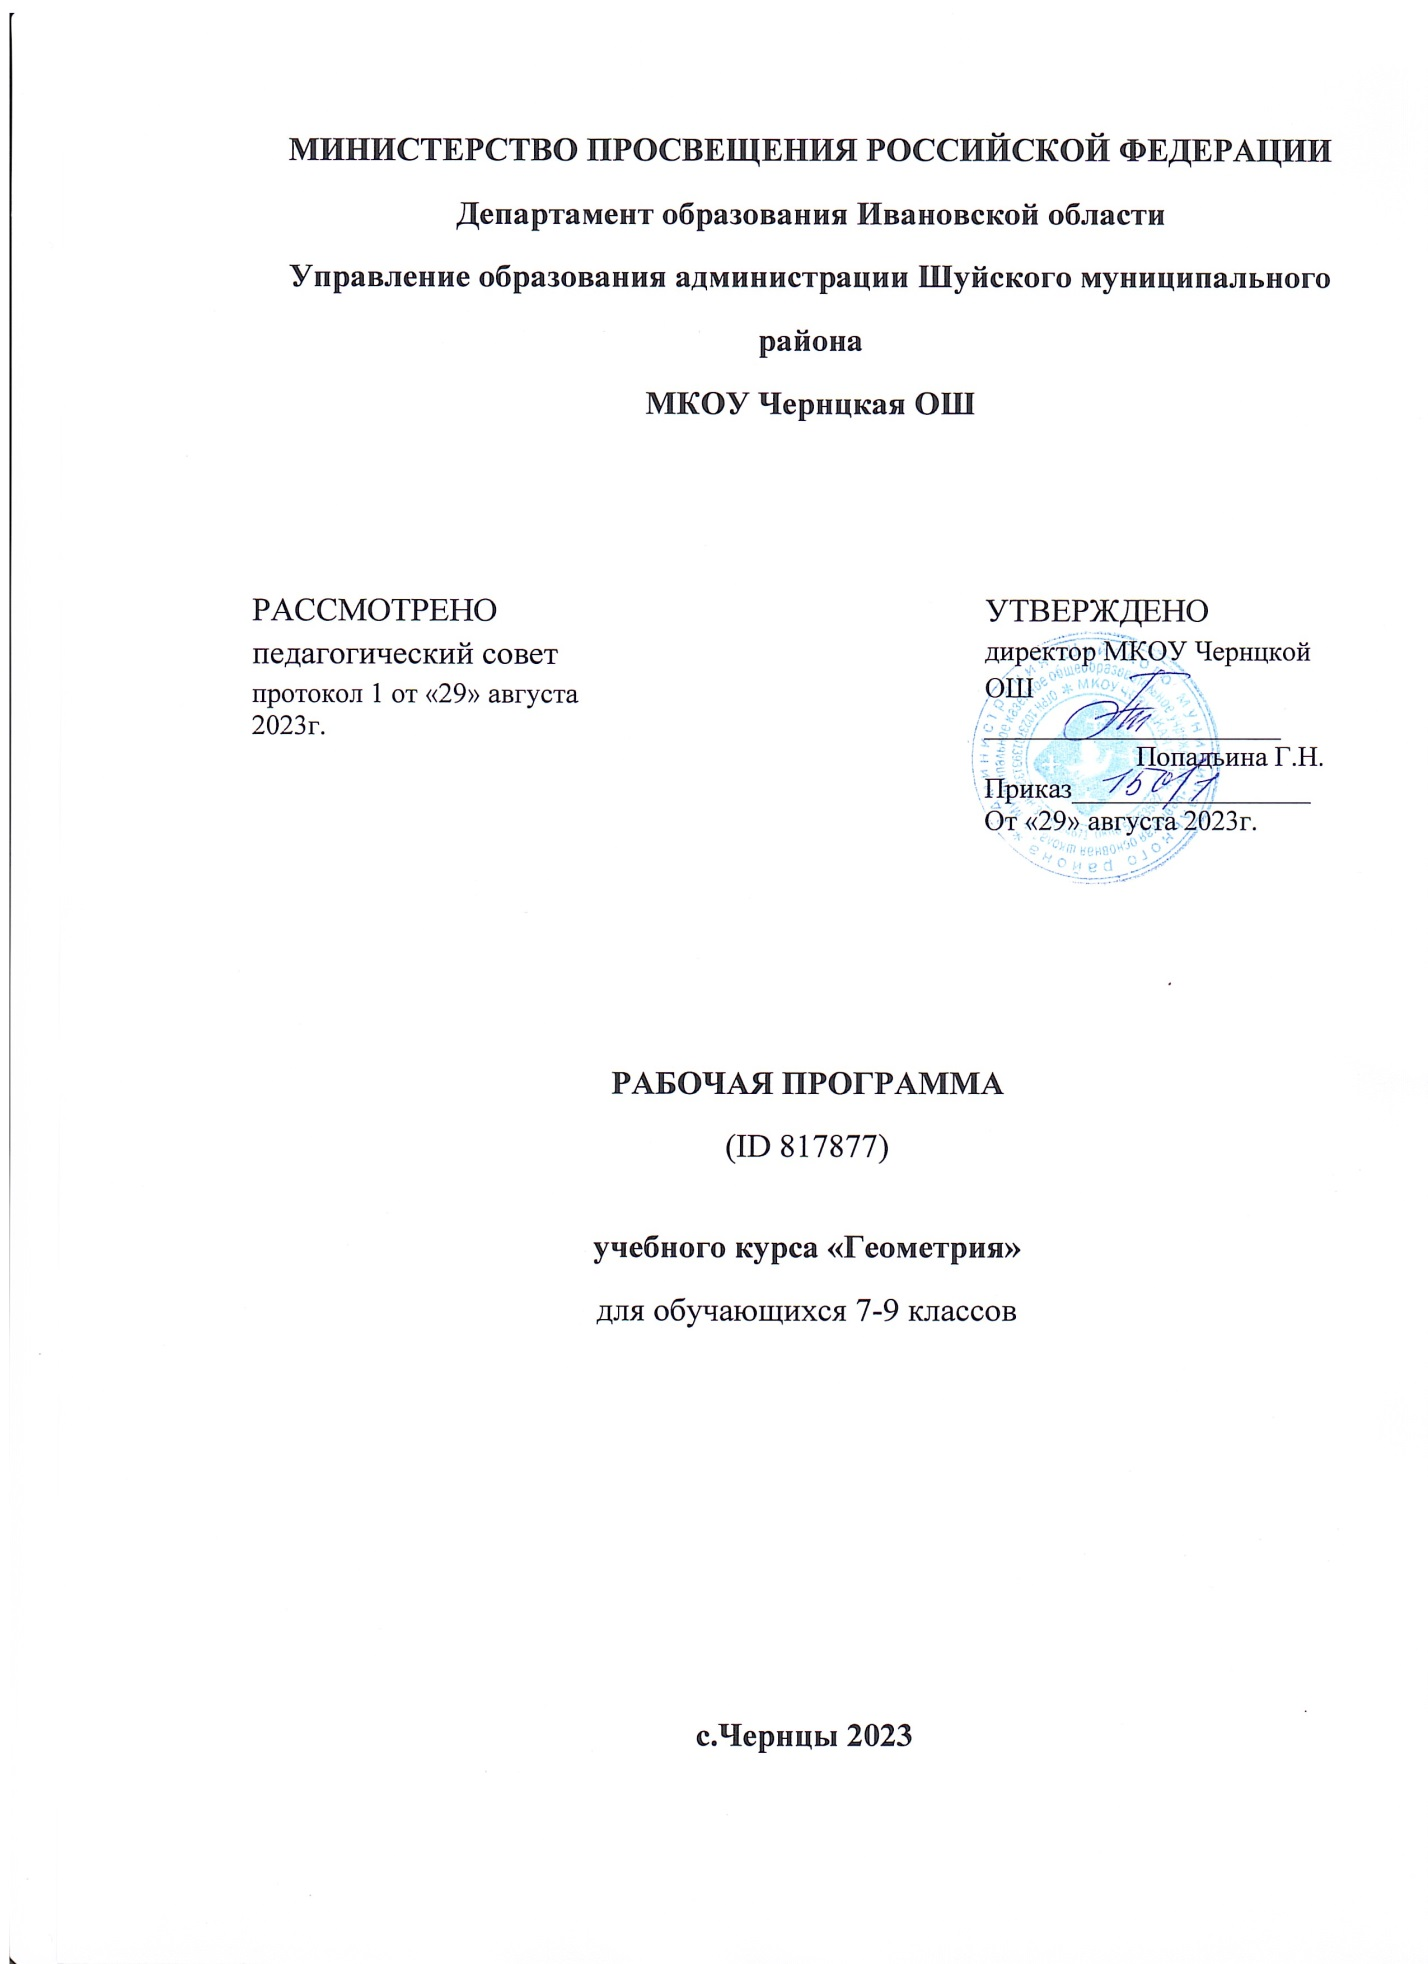 МИНИСТЕРСТВО ПРОСВЕЩЕНИЯ РОССИЙСКОЙ ФЕДЕРАЦИИ
Департамент образования Ивановской области
Управление образования администрации Шуйского муниципального
района
МКОУ Чернцкая ОШ
РАССМОТРЕНО
педагогический совет
протокол 1 от «29» августа
2023г.
УТВЕРЖДЕНО
директор МКОУ Чернцкой
ОШ
Попадьина Г.Н.
Приказ
От «29» августа 2023г.
РАБОЧАЯ ПРОГРАММА
(ID 817877)
учебного курса «Геометрия»
для обучающихся 7-9 классов
с.Чернцы 2023